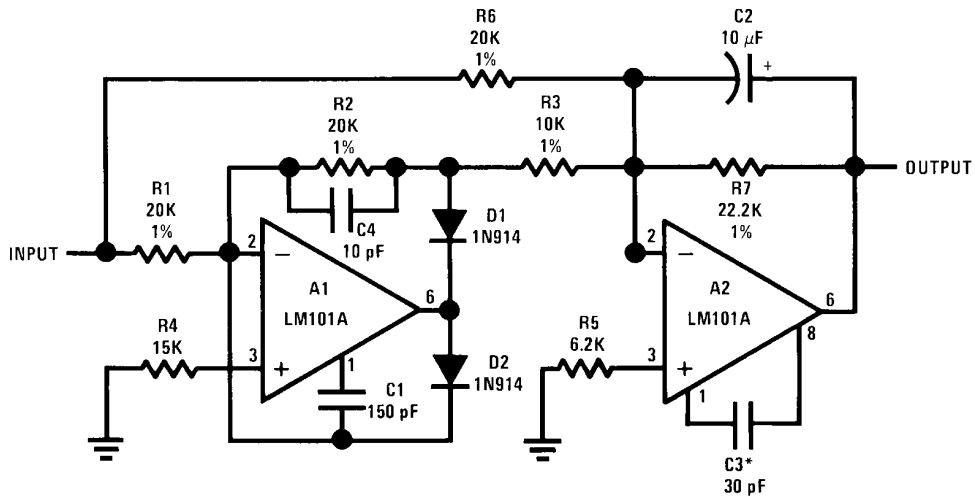 R6
20K
1%
C2
10 μF
+
R2
20K
1%
R3
10K
1%
OUTPUT
R1
20K
1%
C4
10 pF
D1
1N914
R7
22.2K
1%
INPUT
2
−
A1
LM101A
6
2
−
A2
LM101A
6
8
R4
15K
3
+
1
C1
150 pF
D2
1N914
R5
6.2K
3
+
1
C3*
30 pF